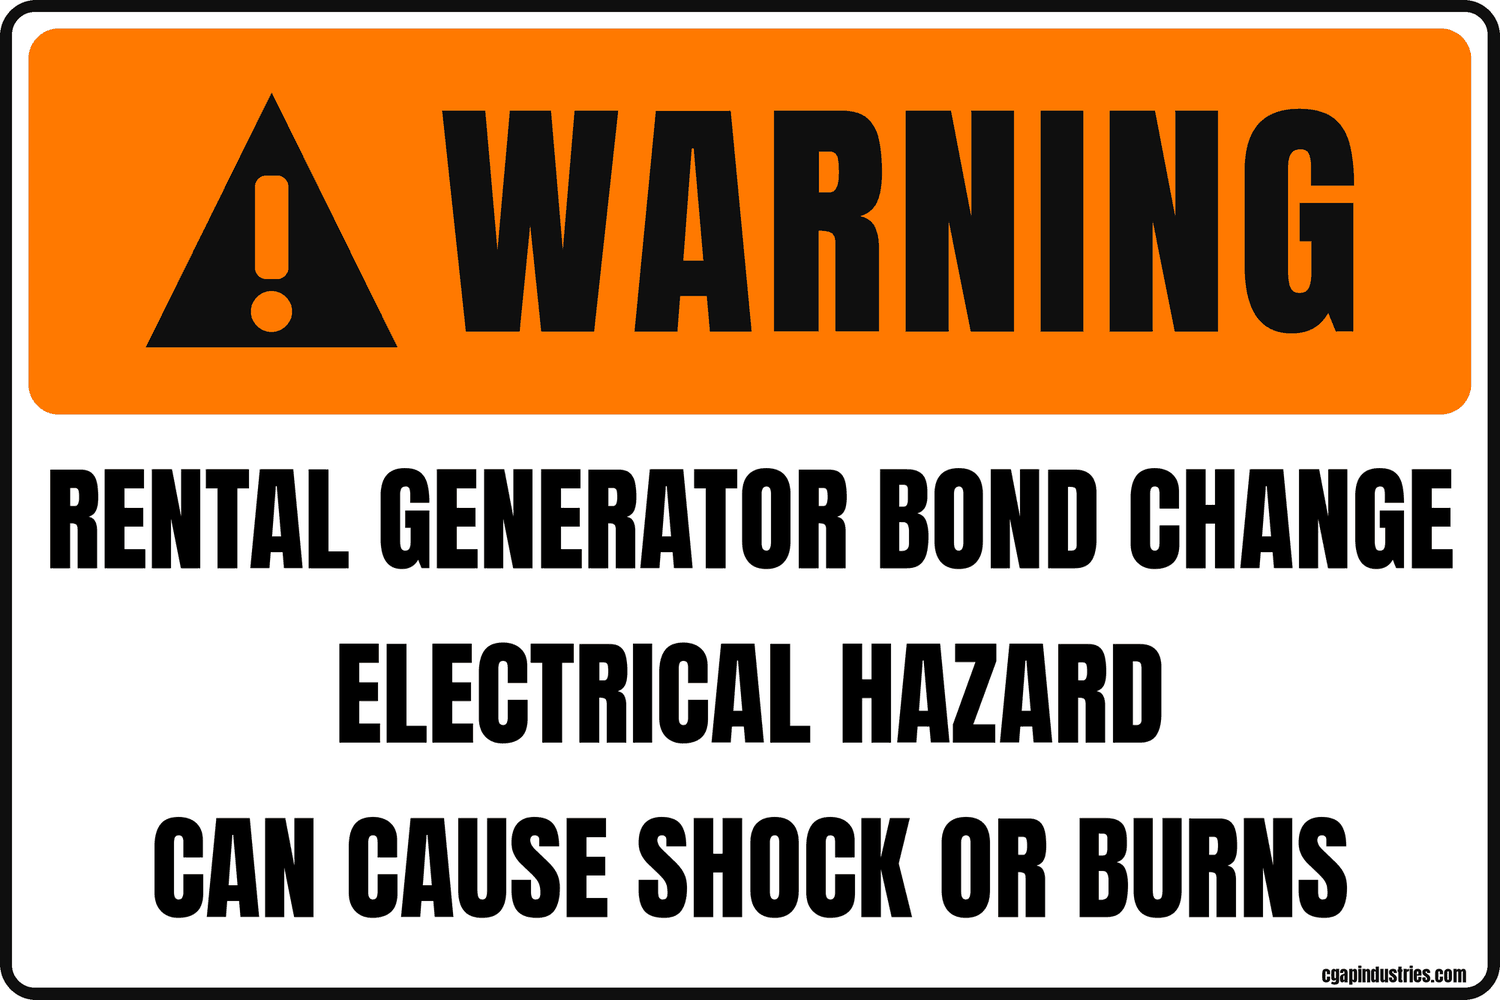 WARNING
RENTAL GENERATOR BOND CHANGE
ELECTRICAL HAZARD
CAN CAUSE SHOCK OR BURNS
cgapindustries.com